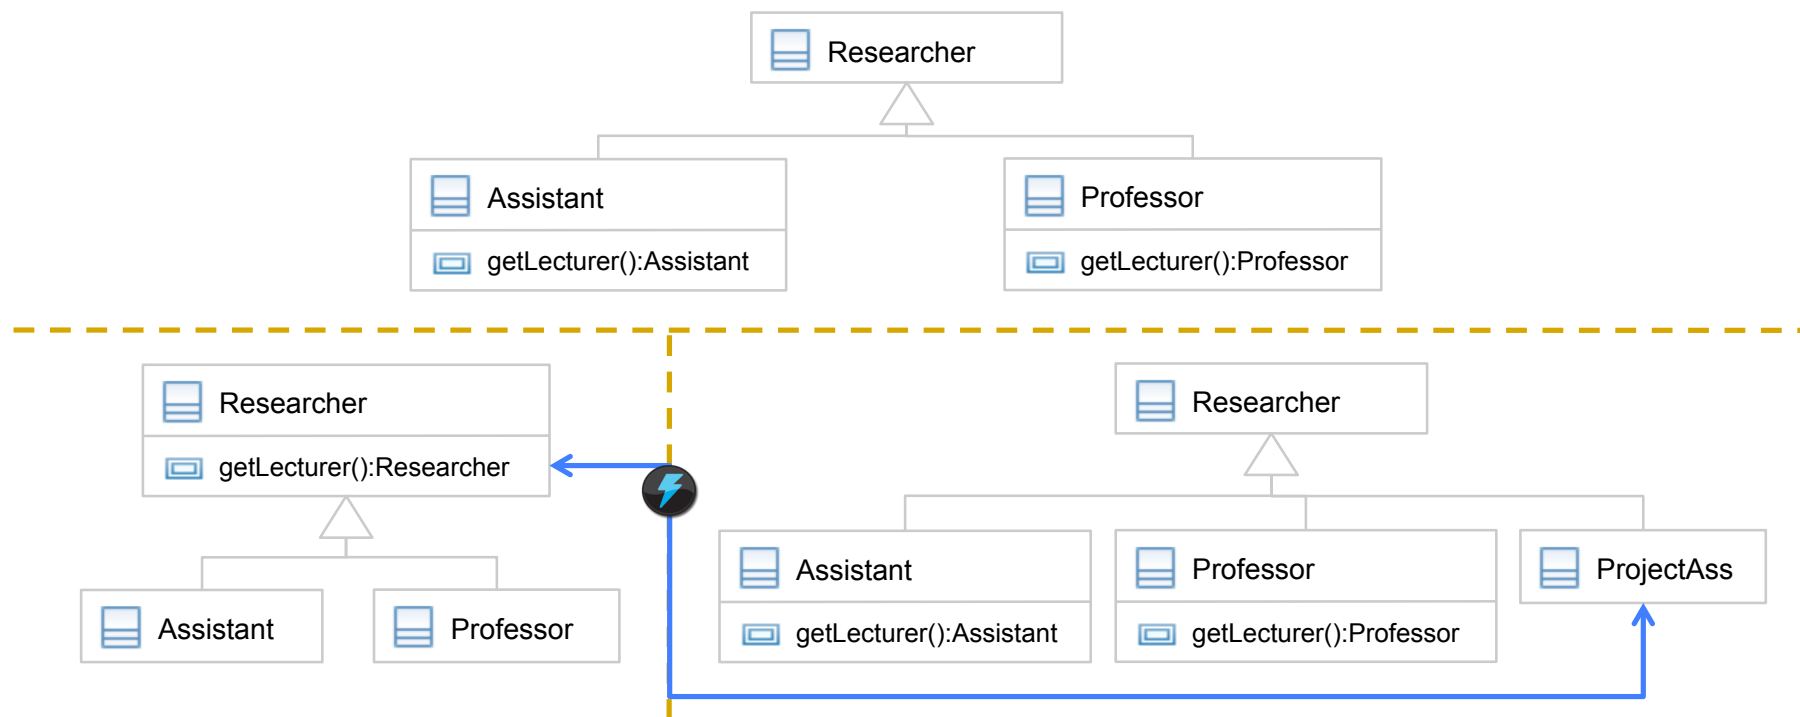 Researcher
Assistant
getLecturer():Assistant
Professor
getLecturer():Professor
Researcher
getLecturer():Researcher
Assistant
Professor
Researcher
Assistant
getLecturer():Assistant
Professor
getLecturer():Professor
ProjectAss